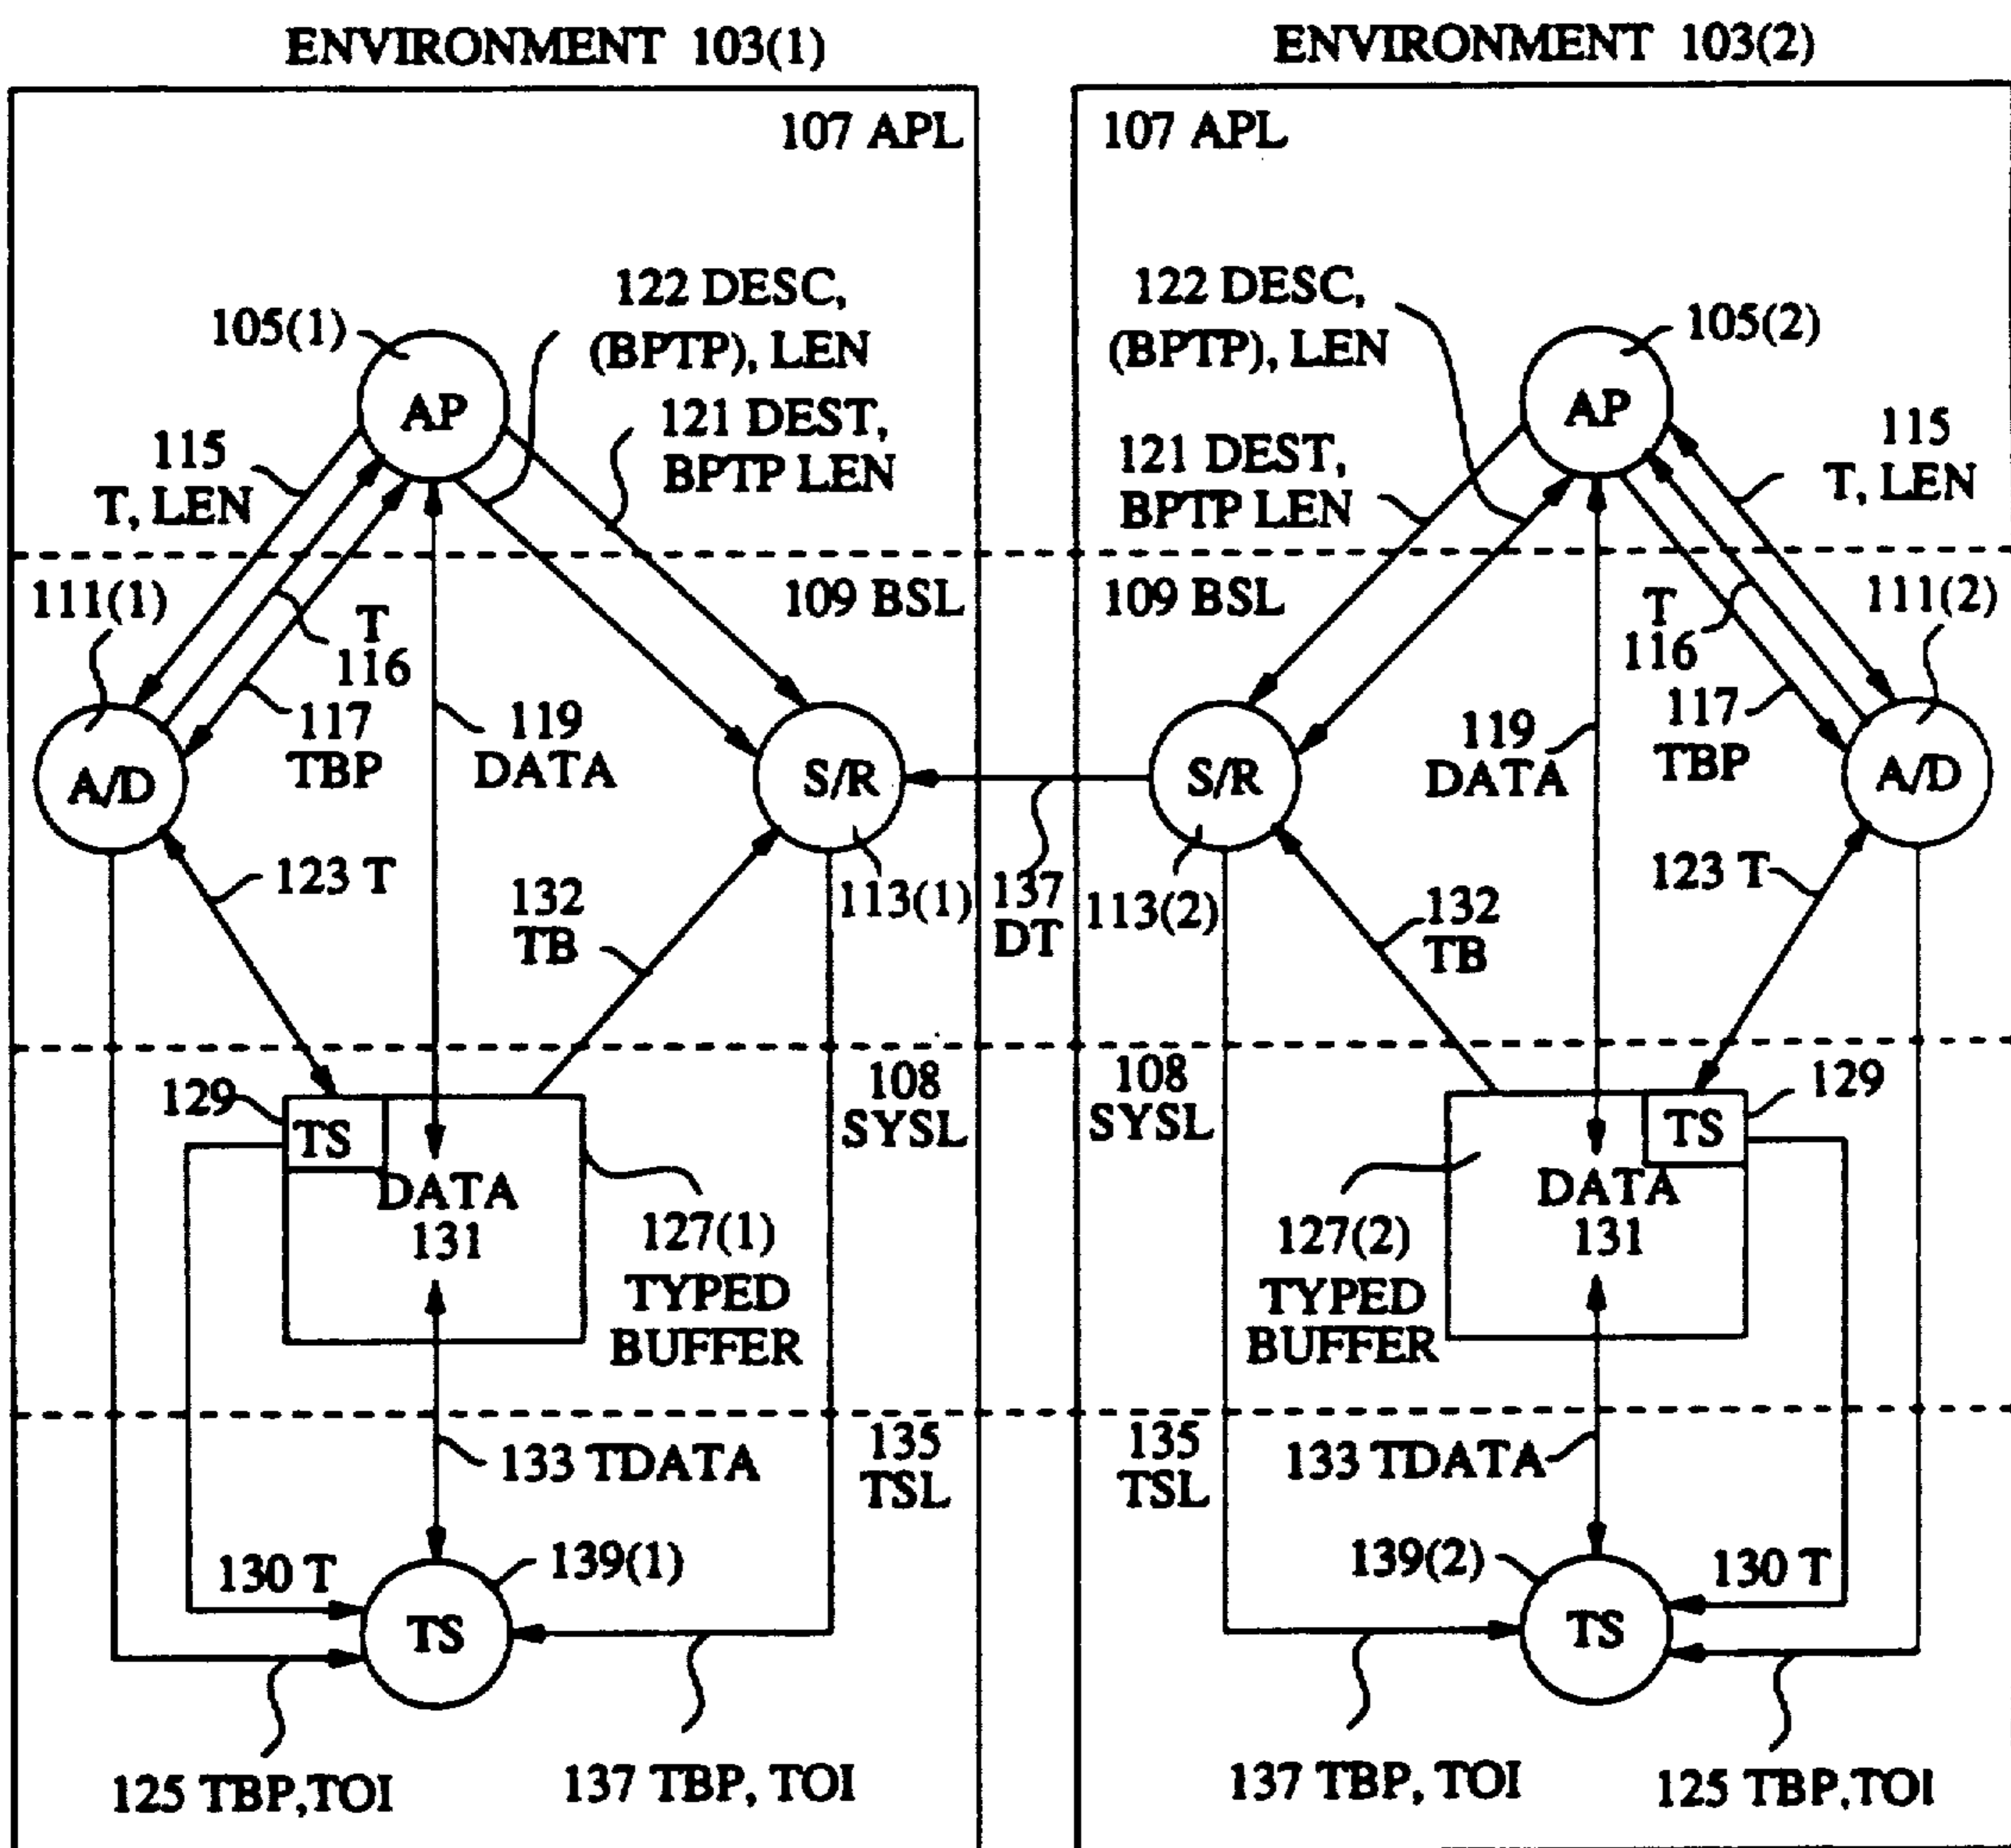 ENVIRONMENT 103(1)
107 APL
105(1)
AP
122 DESC,
(BPTP), LEN
121 DEST,
BPTP LEN
115
T, LEN
111(1)
T
116
117
TBP
119
DATA
109 BSL
A/D
S/R
123 T
132
TB
113(1)
137
DT
129
TS
DATA
131
108
SYSL
127(1)
TYPED
BUFFER
133 TDATA
135
TSL
130 T
139(1)
TS
125 TBP,TOI
137 TBP, TOI
ENVIRONMENT 103(2)
107 APL
122 DESC,
(BPTP), LEN
105(2)
AP
121 DEST,
BPTP LEN
115
T, LEN
109 BSL
T
116
111(2)
117
TBP
119
DATA
S/R
A/D
113(2)
123 T
132
TB
108
SYSL
129
TS
DATA
131
127(2)
TYPED
BUFFER
135
TSL
133 TDATA
139(2)
130 T
TS
137 TBP, TOI
125 TBP,TOI